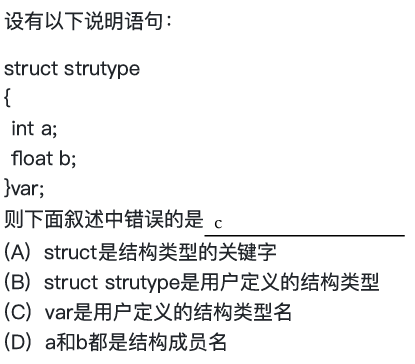 设有以下说明语句：
struct strutype
{
int a;
float b;
}var;
则下面叙述中错误的是 c
(A) struct是结构类型的关键字
(B) struct strutype是用户定义的结构类型
(C) var是用户定义的结构类型名
(D) a和b都是结构成员名